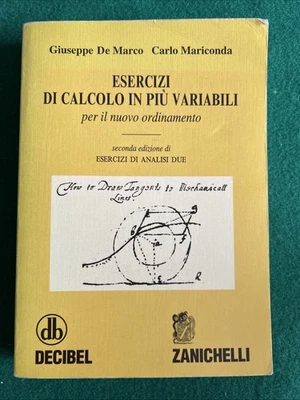 Giuseppe De Marco Carlo Mariconda
ESERCIZI
DI CALCOLO IN PIÙ VARIABILI
per il nuovo ordinamento
seconda edizione di
ESERCIZI DI ANALISI DUE
How to Draw Tangents to Mechanicall
Lines
db
DECIBEL
ZANICHELLI